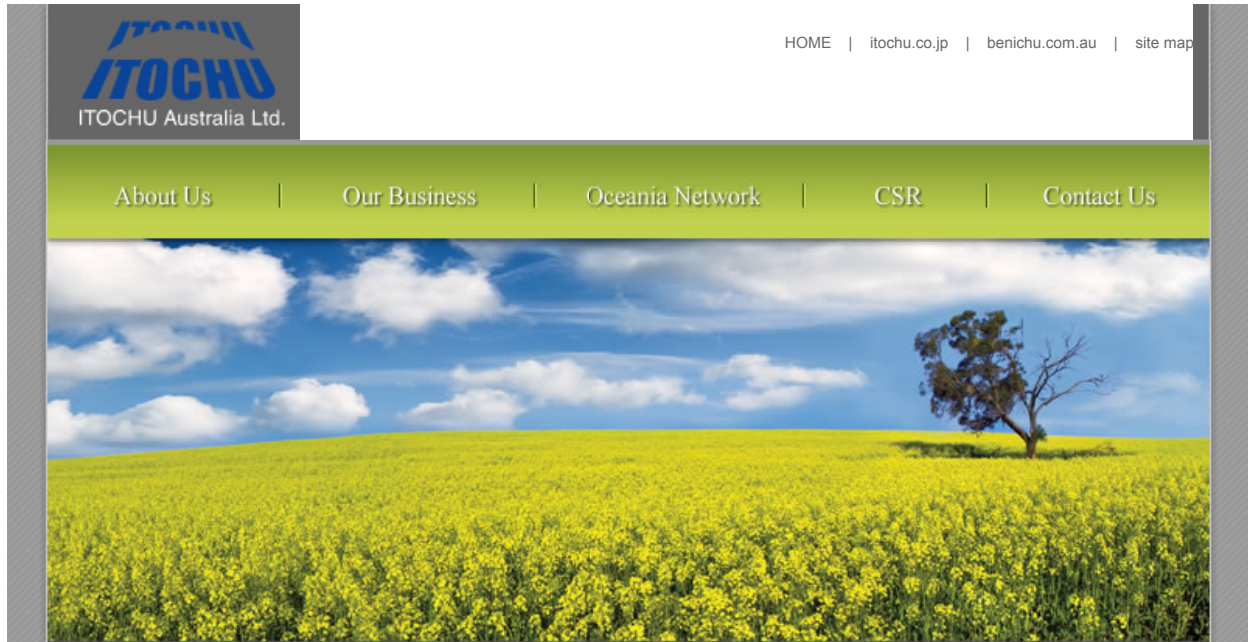 ITOCHU
ITOCHU
ITOCHU Australia Ltd.
HOME | itochu.co.jp | benichu.com.au | site map
About Us | Our Business | Oceania Network | CSR | Contact Us